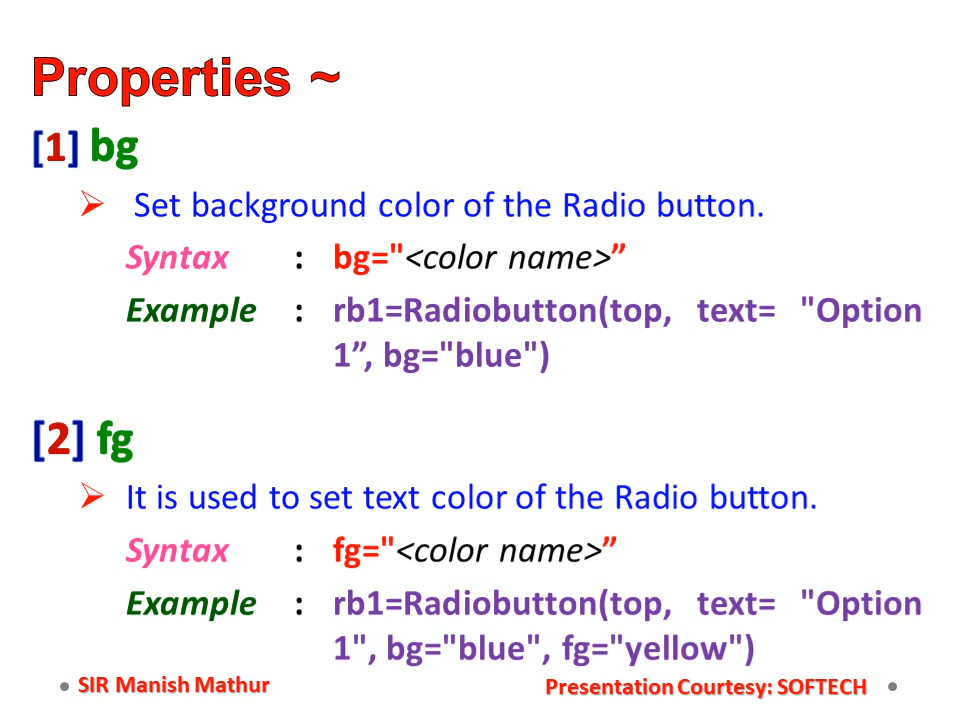 Properties ~
[1] bg
Set background color of the Radio button.
Syntax : bg="<color name>”
Example : rb1=Radiobutton(top, text= "Option
1”, bg="blue")
[2] fg
It is used to set text color of the Radio button.
Syntax : fg="<color name>”
Example : rb1=Radiobutton(top, text= "Option
1", bg="blue", fg="yellow")
SIR Manish Mathur
Presentation Courtesy: SOFTECH